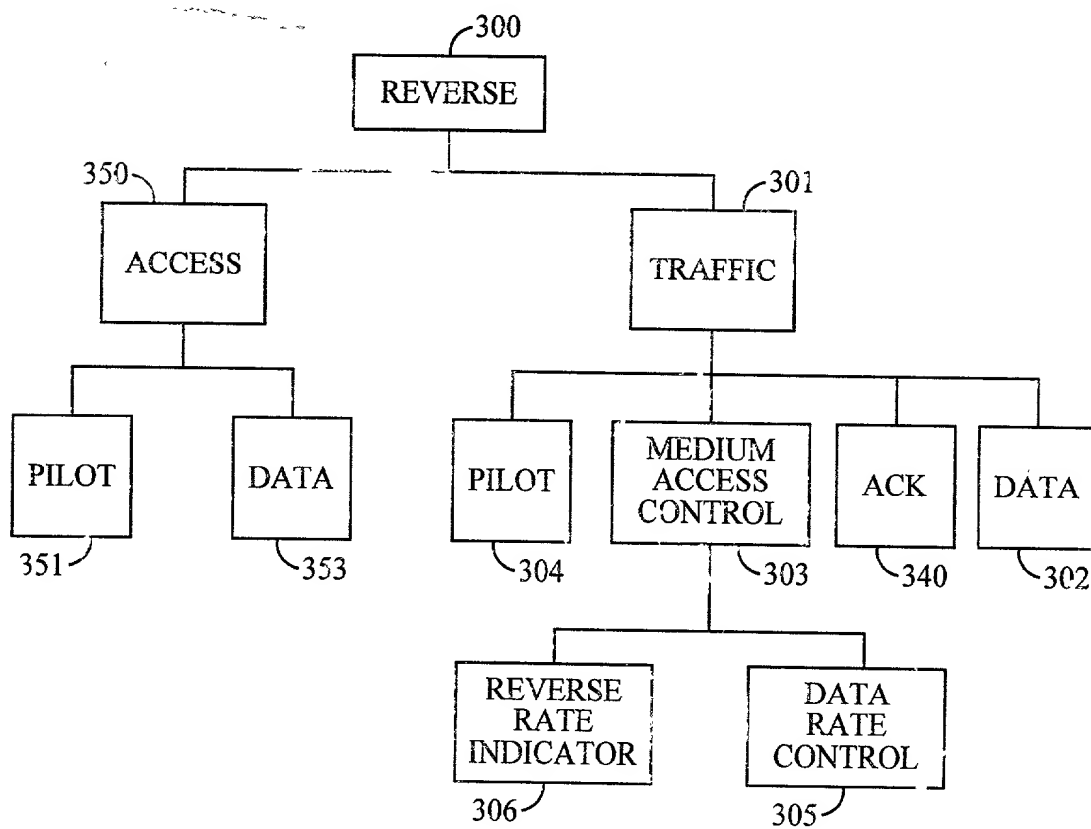 300
REVERSE
350
301
ACCESS
TRAFFIC
PILOT
DATA
PILOT
MEDIUM
ACCESS
CONTROL
ACK
DATA
351
353
304
303
340
302
REVERSE
RATE
INDICATOR
DATA
RATE
CONTROL
306
305